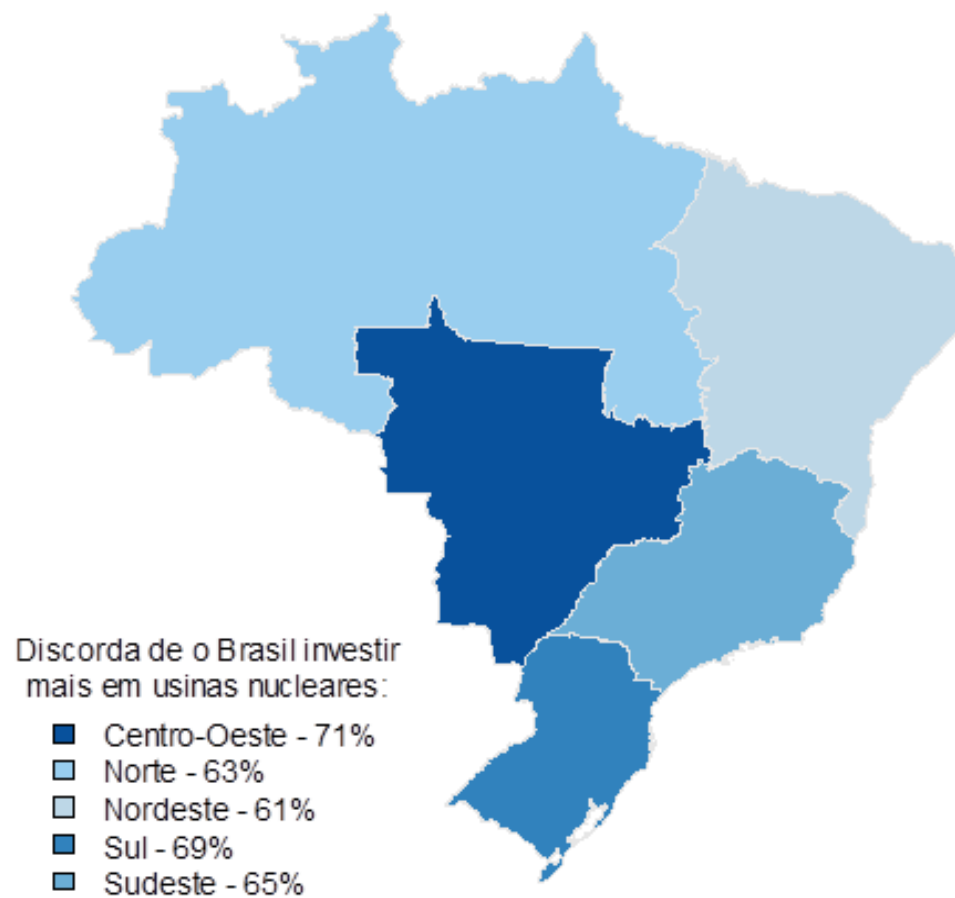 Discorda de o Brasil investir
mais em usinas nucleares:
Centro-Oeste - 71%
Norte - 63%
Nordeste - 61%
Sul - 69%
Sudeste - 65%